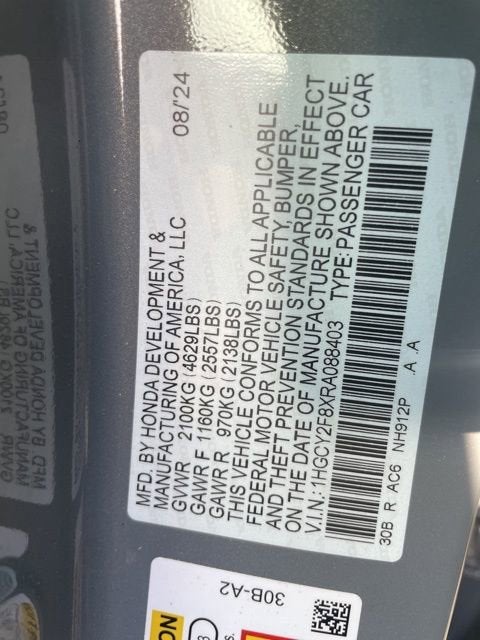 MFD. BY HONDA DEVELOPMENT &
MANUFACTURING OF AMERICA, LLC 08/'24
GVWR 2100KG (4629LBS)
GAWR F 1160KG (2557LBS)
GAWR R 970KG (2138LBS)
THIS VEHICLE CONFORMS TO ALL APPLICABLE
FEDERAL MOTOR VEHICLE SAFETY, BUMPER,
AND THEFT PREVENTION STANDARDS IN EFFECT
ON THE DATE OF MANUFACTURE SHOWN ABOVE.
V.I.N.:1HGCY2F8XRA088403 TYPE:PASSENGER CAR
30B R AC6 NH912P A .A
30B-A2